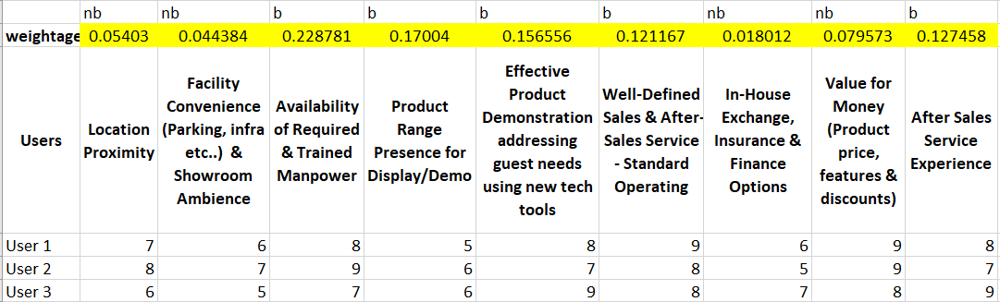 nb nb b b b b nb nb b
weightage 0.05403 0.044384 0.228781 0.17004 0.156556 0.121167 0.018012 0.079573 0.127458
Users
Location
Proximity
Facility
Convenience
(Parking, infra
etc..) &
Showroom
Ambience
Availability
of Required
& Trained
Manpower
Product
Range
Presence for
Display/Demo
Effective
Product
Demonstration
addressing
guest needs
using new tech
tools
Well-Defined
Sales & After-
Sales Service
- Standard
Operating
In-House
Exchange,
Insurance &
Finance
Options
Value for
Money
(Product
price,
features &
discounts)
After Sales
Service
Experience
User 1 7 6 8 5 8 9 6 9 8
User 2 8 7 9 6 7 8 5 9 7
User 3 6 5 7 6 9 8 7 8 9